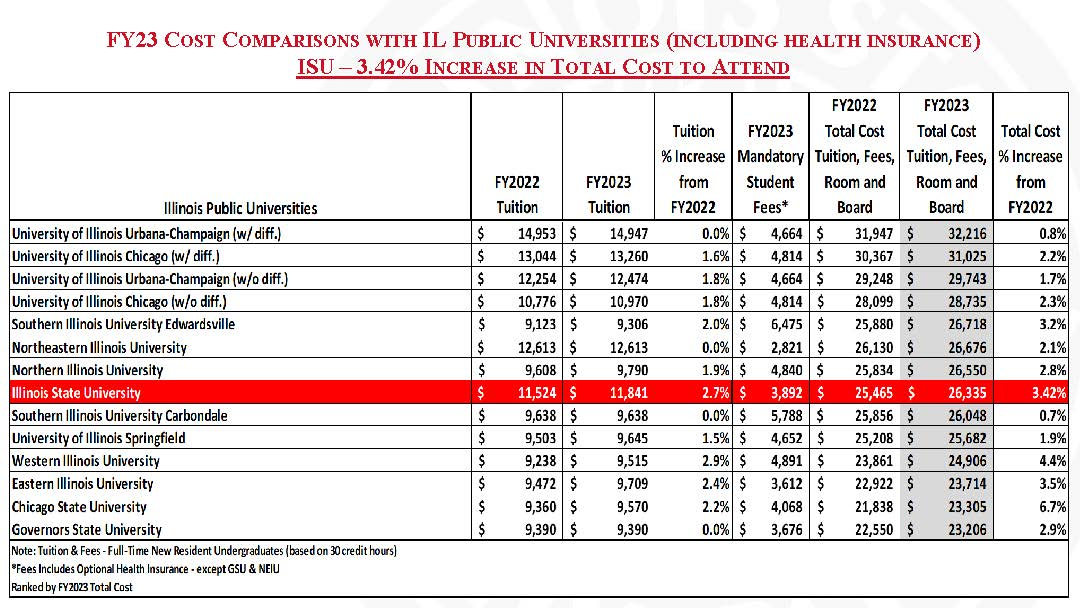 FY23 COST COMPARISONS WITH IL PUBLIC UNIVERSITIES (INCLUDING HEALTH INSURANCE)
ISU – 3.42% INCREASE IN TOTAL COST TO ATTEND
Illinois Public Universities | FY2022 Tuition | FY2023 Tuition | Tuition % Increase from FY2022 | FY2023 Mandatory Student Fees* | FY2022 Total Cost Tuition, Fees, Room and Board | FY2023 Total Cost Tuition, Fees, Room and Board | Total Cost % Increase from FY2022
University of Illinois Urbana-Champaign (w/ diff.) $ 14,953 $ 14,947 0.0% $ 4,664 $ 31,947 $ 32,216 0.8%
University of Illinois Chicago (w/ diff.) $ 13,044 $ 13,260 1.6% $ 4,814 $ 30,367 $ 31,025 2.2%
University of Illinois Urbana-Champaign (w/o diff.) $ 12,254 $ 12,474 1.8% $ 4,664 $ 29,248 $ 29,743 1.7%
University of Illinois Chicago (w/o diff.) $ 10,776 $ 10,970 1.8% $ 4,814 $ 28,099 $ 28,735 2.3%
Southern Illinois University Edwardsville $ 9,123 $ 9,306 2.0% $ 6,475 $ 25,880 $ 26,718 3.2%
Northeastern Illinois University $ 12,613 $ 12,613 0.0% $ 2,821 $ 26,130 $ 26,676 2.1%
Northern Illinois University $ 9,608 $ 9,790 1.9% $ 4,840 $ 25,834 $ 26,550 2.8%
Illinois State University $ 11,524 $ 11,841 2.7% $ 3,892 $ 25,465 $ 26,335 3.42%
Southern Illinois University Carbondale $ 9,638 $ 9,638 0.0% $ 5,788 $ 25,856 $ 26,048 0.7%
University of Illinois Springfield $ 9,503 $ 9,645 1.5% $ 4,652 $ 25,208 $ 25,682 1.9%
Western Illinois University $ 9,238 $ 9,515 2.9% $ 4,891 $ 23,861 $ 24,906 4.4%
Eastern Illinois University $ 9,472 $ 9,709 2.4% $ 3,612 $ 22,922 $ 23,714 3.5%
Chicago State University $ 9,360 $ 9,570 2.2% $ 4,068 $ 21,838 $ 23,305 6.7%
Governors State University $ 9,390 $ 9,390 0.0% $ 3,676 $ 22,550 $ 23,206 2.9%
Note: Tuition & Fees - Full-Time New Resident Undergraduates (based on 30 credit hours)
*Fees Includes Optional Health Insurance - except GSU & NEIU
Ranked by FY2023 Total Cost